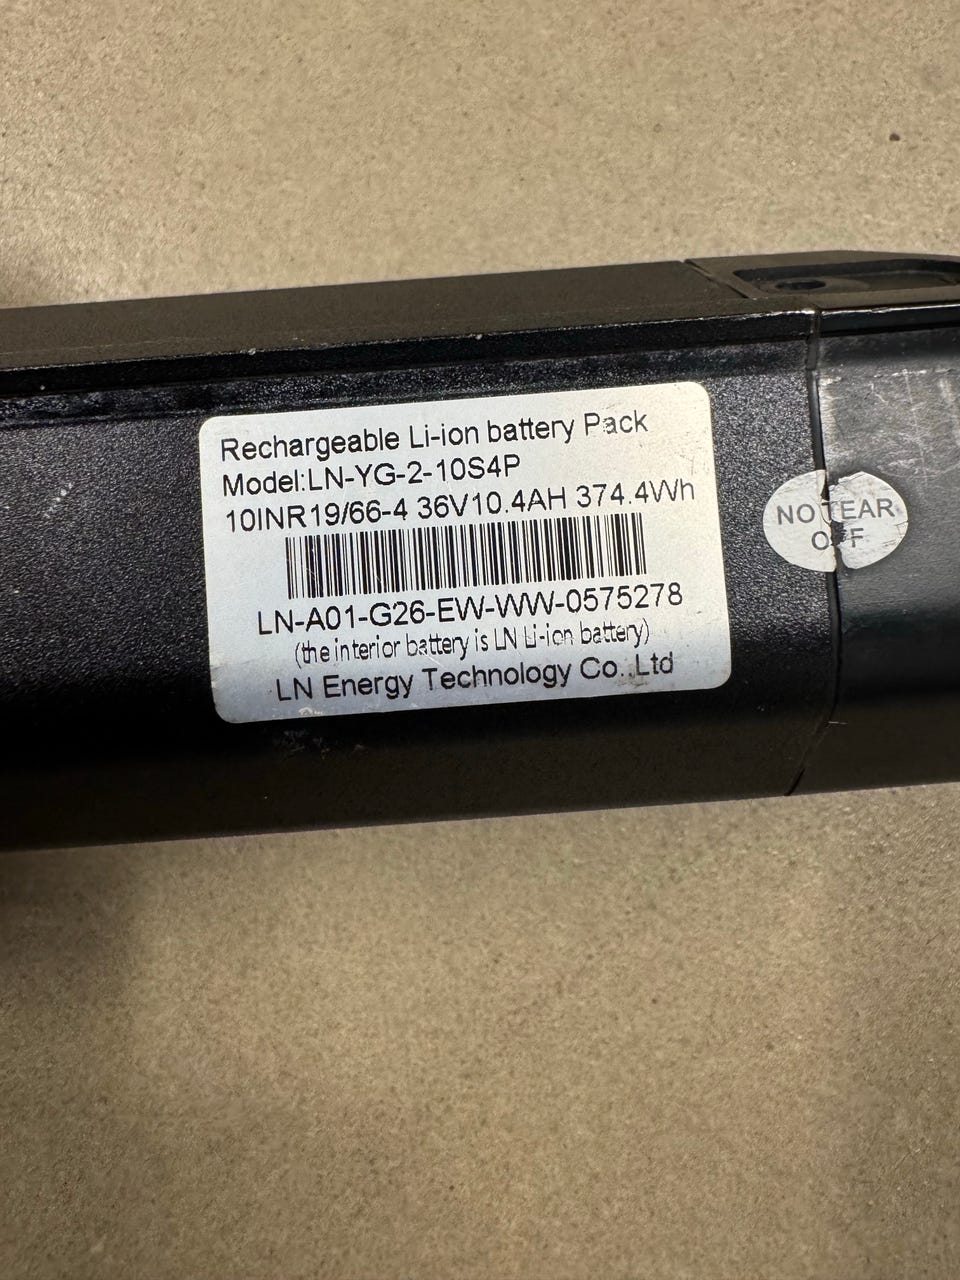 Rechargeable Li-ion battery Pack
Model:LN-YG-2-10S4P
10INR19/66-4 36V10.4AH 374.4Wh
LN-A01-G26-EW-WW-0575278
(the interior battery is LN Li-ion battery)
LN Energy Technology Co.,Ltd
NO TEAR
OFF